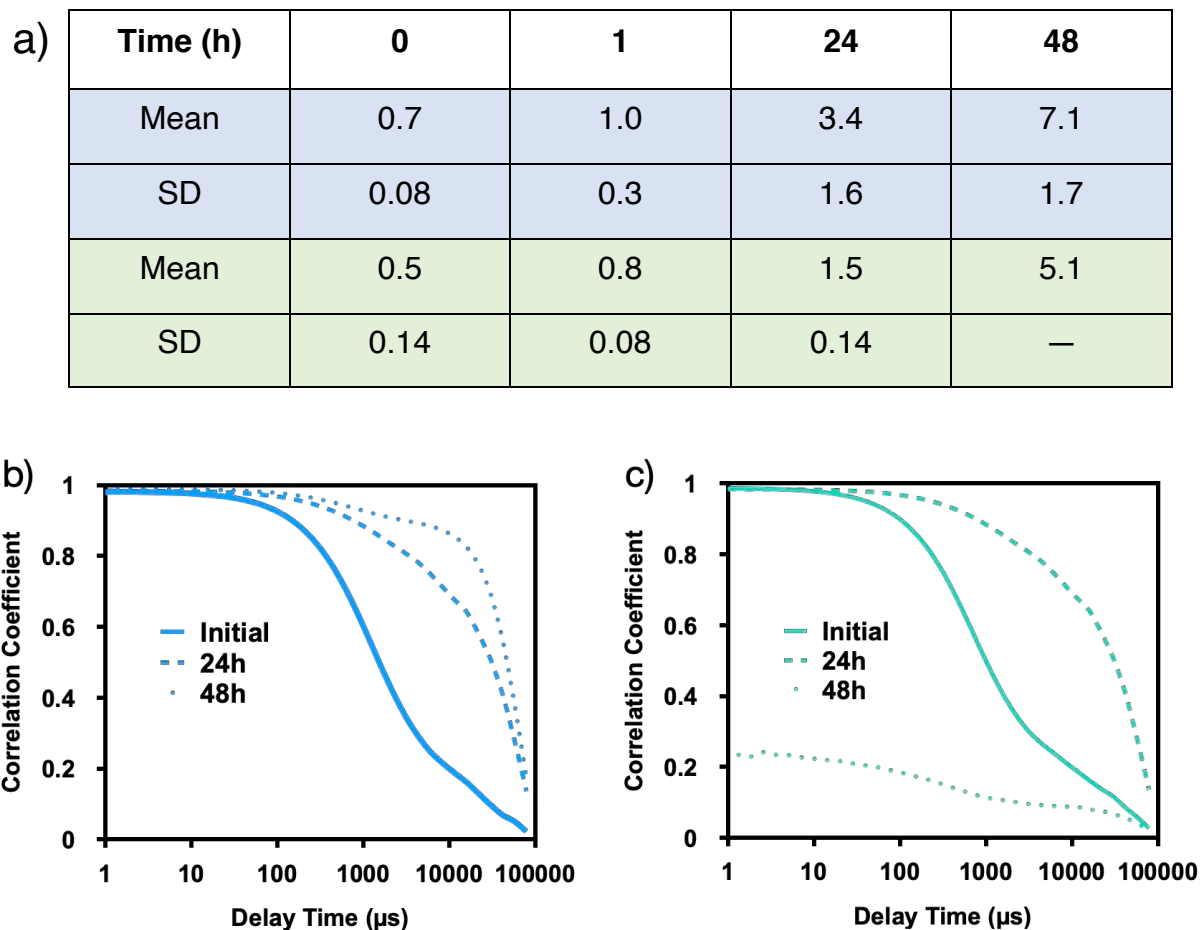 a)
Time (h) 0 1 24 48
Mean 0.7 1.0 3.4 7.1
SD 0.08 0.3 1.6 1.7
Mean 0.5 0.8 1.5 5.1
SD 0.14 0.08 0.14 —
b)
Correlation Coefficient
1
0.8
0.6
0.4
0.2
0
Initial
24h
48h
1 10 100 1000 10000 100000
Delay Time (μs)
c)
Correlation Coefficient
1
0.8
0.6
0.4
0.2
0
Initial
24h
48h
1 10 100 1000 10000 100000
Delay Time (μs)